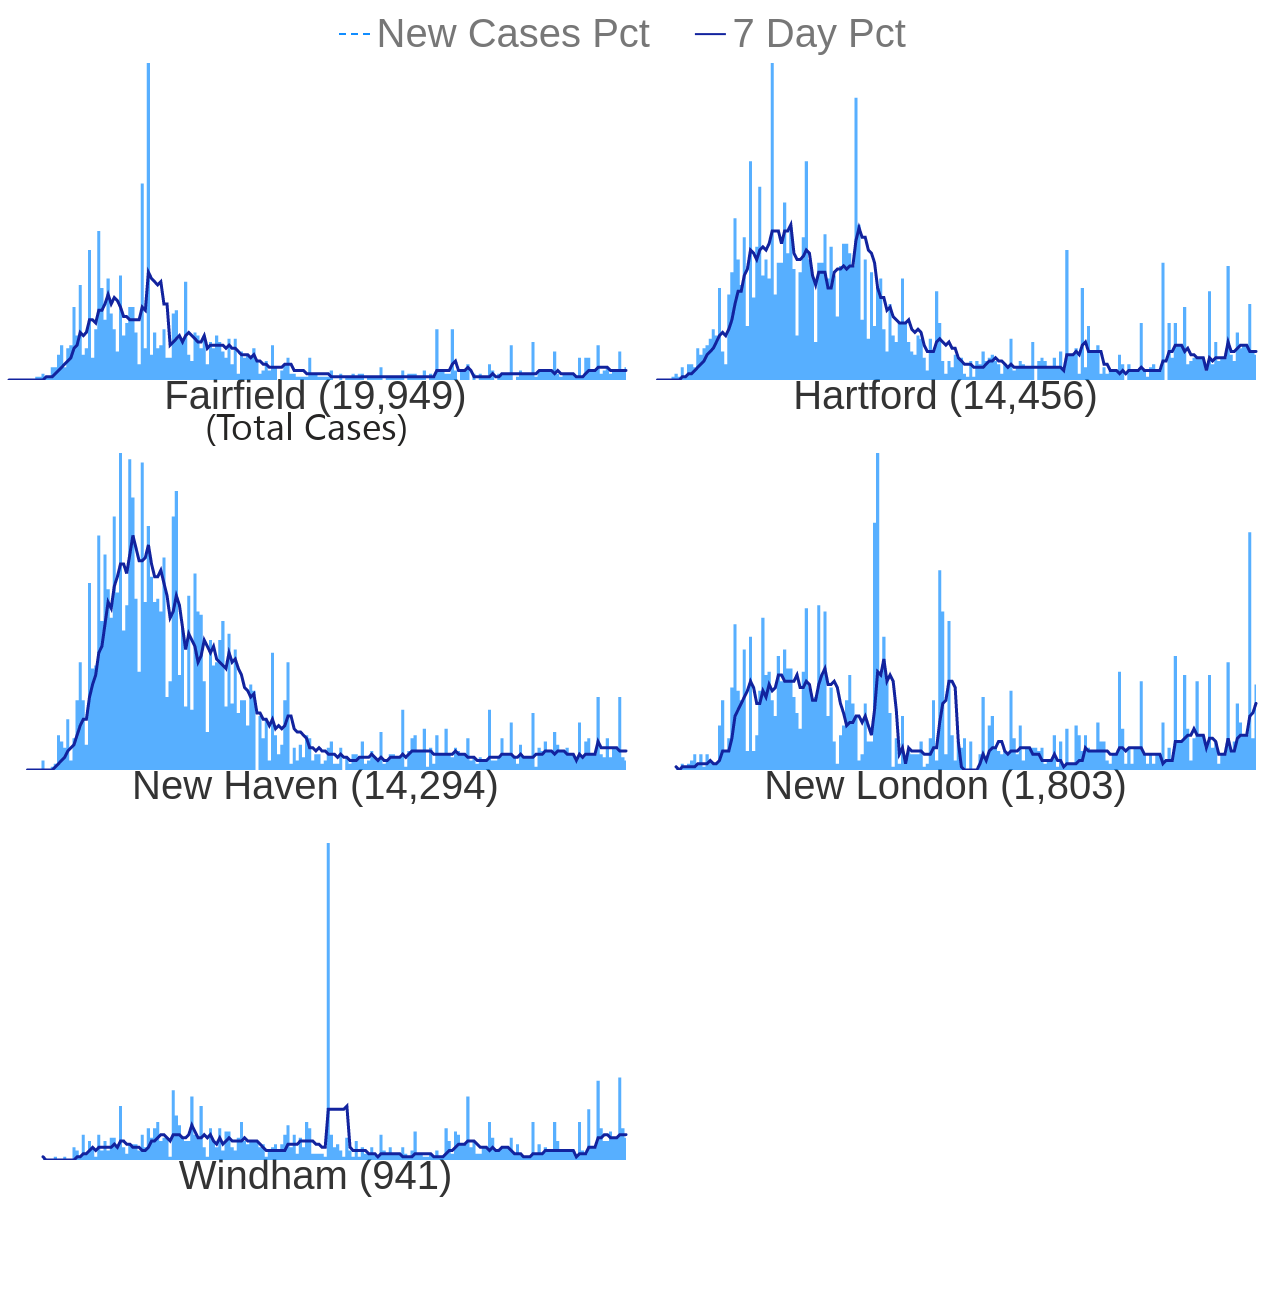 New Cases Pct 7 Day Pct
Fairfield (19,949)
(Total Cases)
Hartford (14,456)
New Haven (14,294)
New London (1,803)
Windham (941)